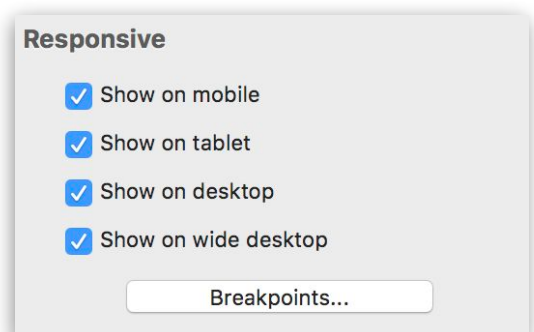 Responsive
Show on mobile
Show on tablet
Show on desktop
Show on wide desktop
Breakpoints...